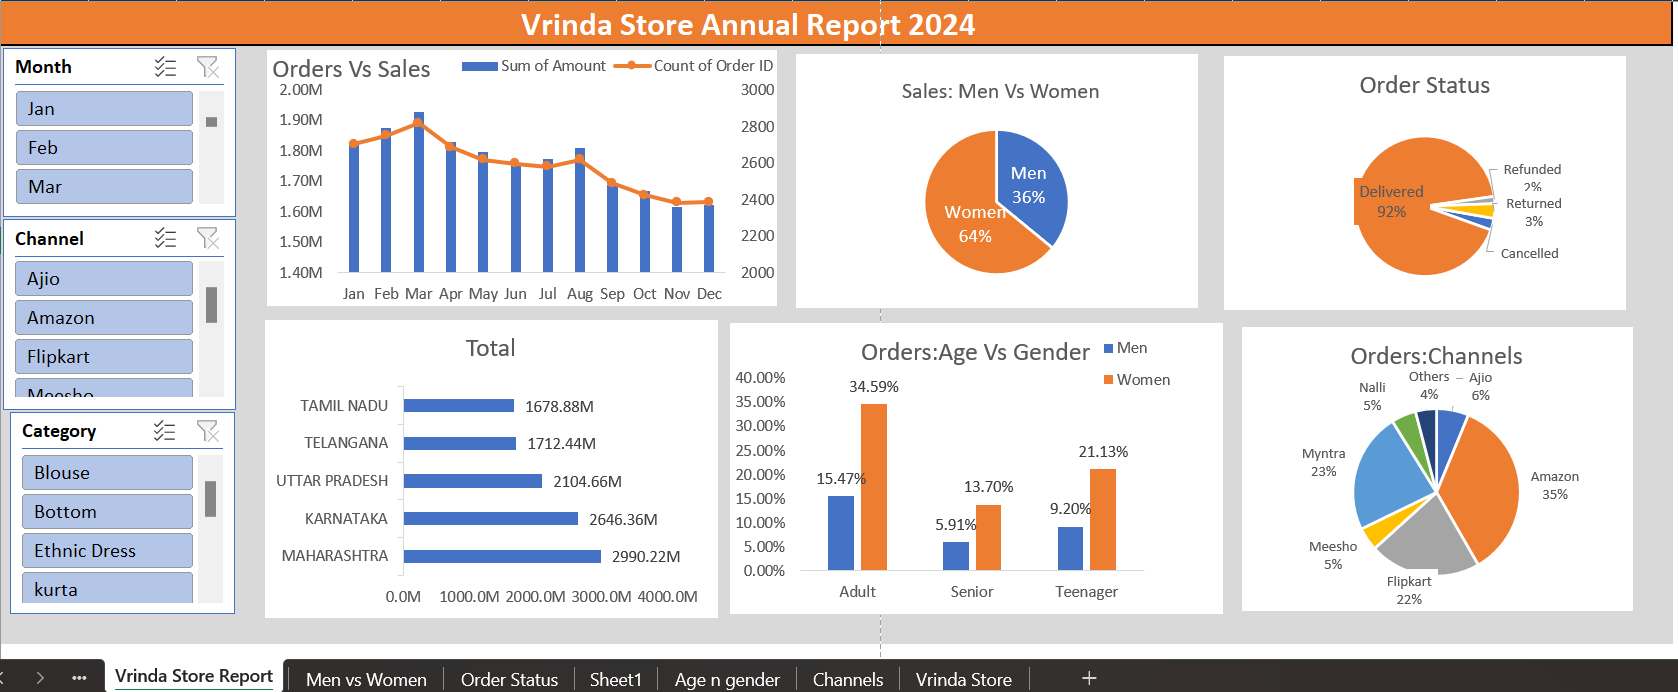 Vrinda Store Annual Report 2024
Month
Jan
Feb
Mar
Channel
Ajio
Amazon
Flipkart
Meesho
Category
Blouse
Bottom
Ethnic Dress
kurta
Orders Vs Sales
Sum of Amount
Count of Order ID
2.00M
1.90M
1.80M
1.70M
1.60M
1.50M
1.40M
3000
2800
2600
2400
2200
2000
Jan Feb Mar Apr May Jun Jul Aug Sep Oct Nov Dec
Sales: Men Vs Women
Men
36%
Women
64%
Order Status
Delivered
92%
Refunded
2%
Returned
3%
Cancelled
Total
TAMIL NADU 1678.88M
TELANGANA 1712.44M
UTTAR PRADESH 2104.66M
KARNATAKA 2646.36M
MAHARASHTRA 2990.22M
0.0M 1000.0M 2000.0M 3000.0M 4000.0M
Orders:Age Vs Gender
Men
Women
40.00%
35.00%
30.00%
25.00%
20.00%
15.00%
10.00%
5.00%
0.00%
15.47%
34.59%
5.91%
13.70%
9.20%
21.13%
Adult Senior Teenager
Orders:Channels
Others
4%
Ajio
6%
Nalli
5%
Myntra
23%
Amazon
35%
Meesho
5%
Flipkart
22%
Vrinda Store Report Men vs Women Order Status Sheet1 Age n gender Channels Vrinda Store